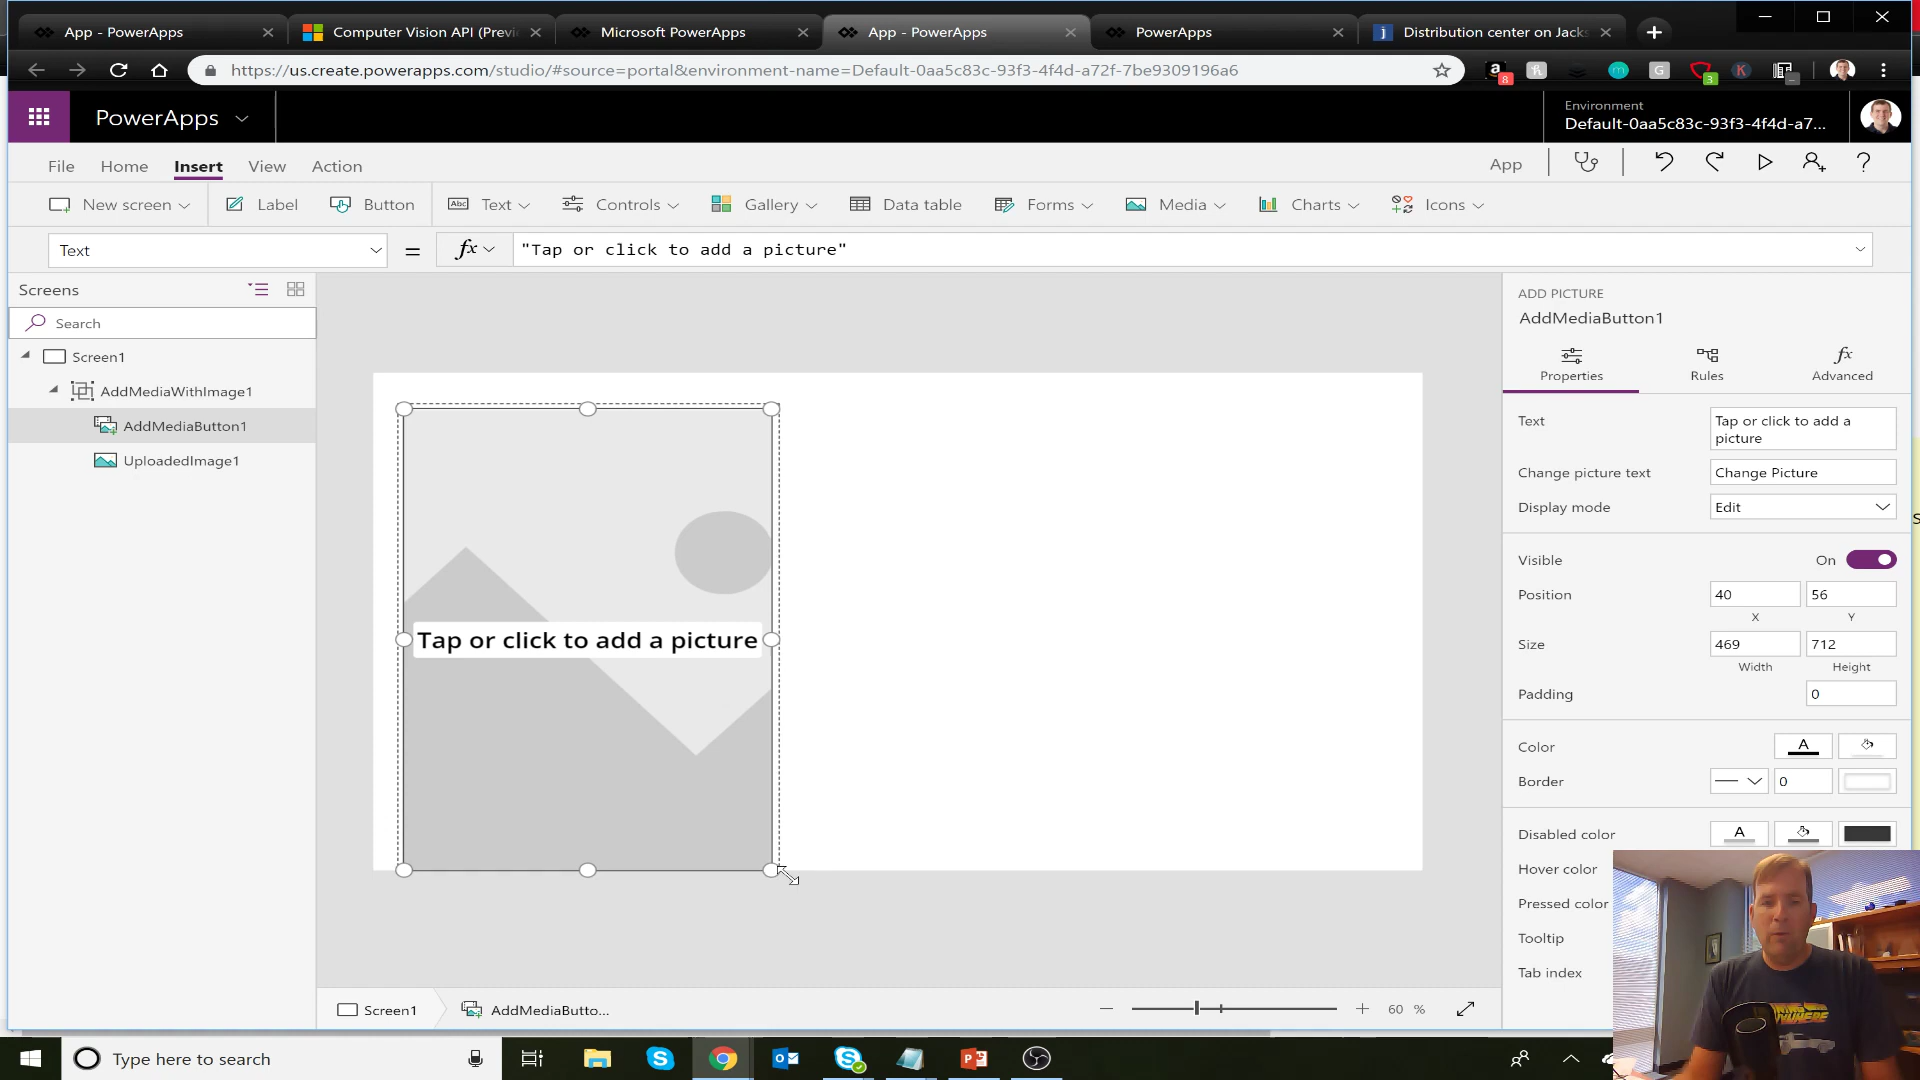 App - PowerApps
Computer Vision API (Previ
Microsoft PowerApps
App - PowerApps
PowerApps
Distribution center on Jacks
https://us.create.powerapps.com/studio/#source=portal&environment-name=Default-0aa5c83c-93f3-4f4d-a72f-7be9309196a6
8
G
3
K
PowerApps
Environment
Default-0aa5c83c-93f3-4f4d-a7...
File Home Insert View Action
App
?
New screen
Label
Button
Abc Text
Controls
Gallery
Data table
Forms
Media
Charts
Icons
Text
=
fx
"Tap or click to add a picture"
Screens
Search
Screen1
AddMediaWithImage1
AddMediaButton1
UploadedImage1
Tap or click to add a picture
ADD PICTURE
AddMediaButton1
Properties
Rules
fx
Advanced
Text
Tap or click to add a
picture
Change picture text
Change Picture
Display mode
Edit
Visible
On
Position
40
56
X
Y
Size
469
712
Width
Height
Padding
0
Color
A
Border
0
Disabled color
A
Hover color
Pressed color
Tooltip
Tab index
Screen1
AddMediaButto...
60 %
Type here to search